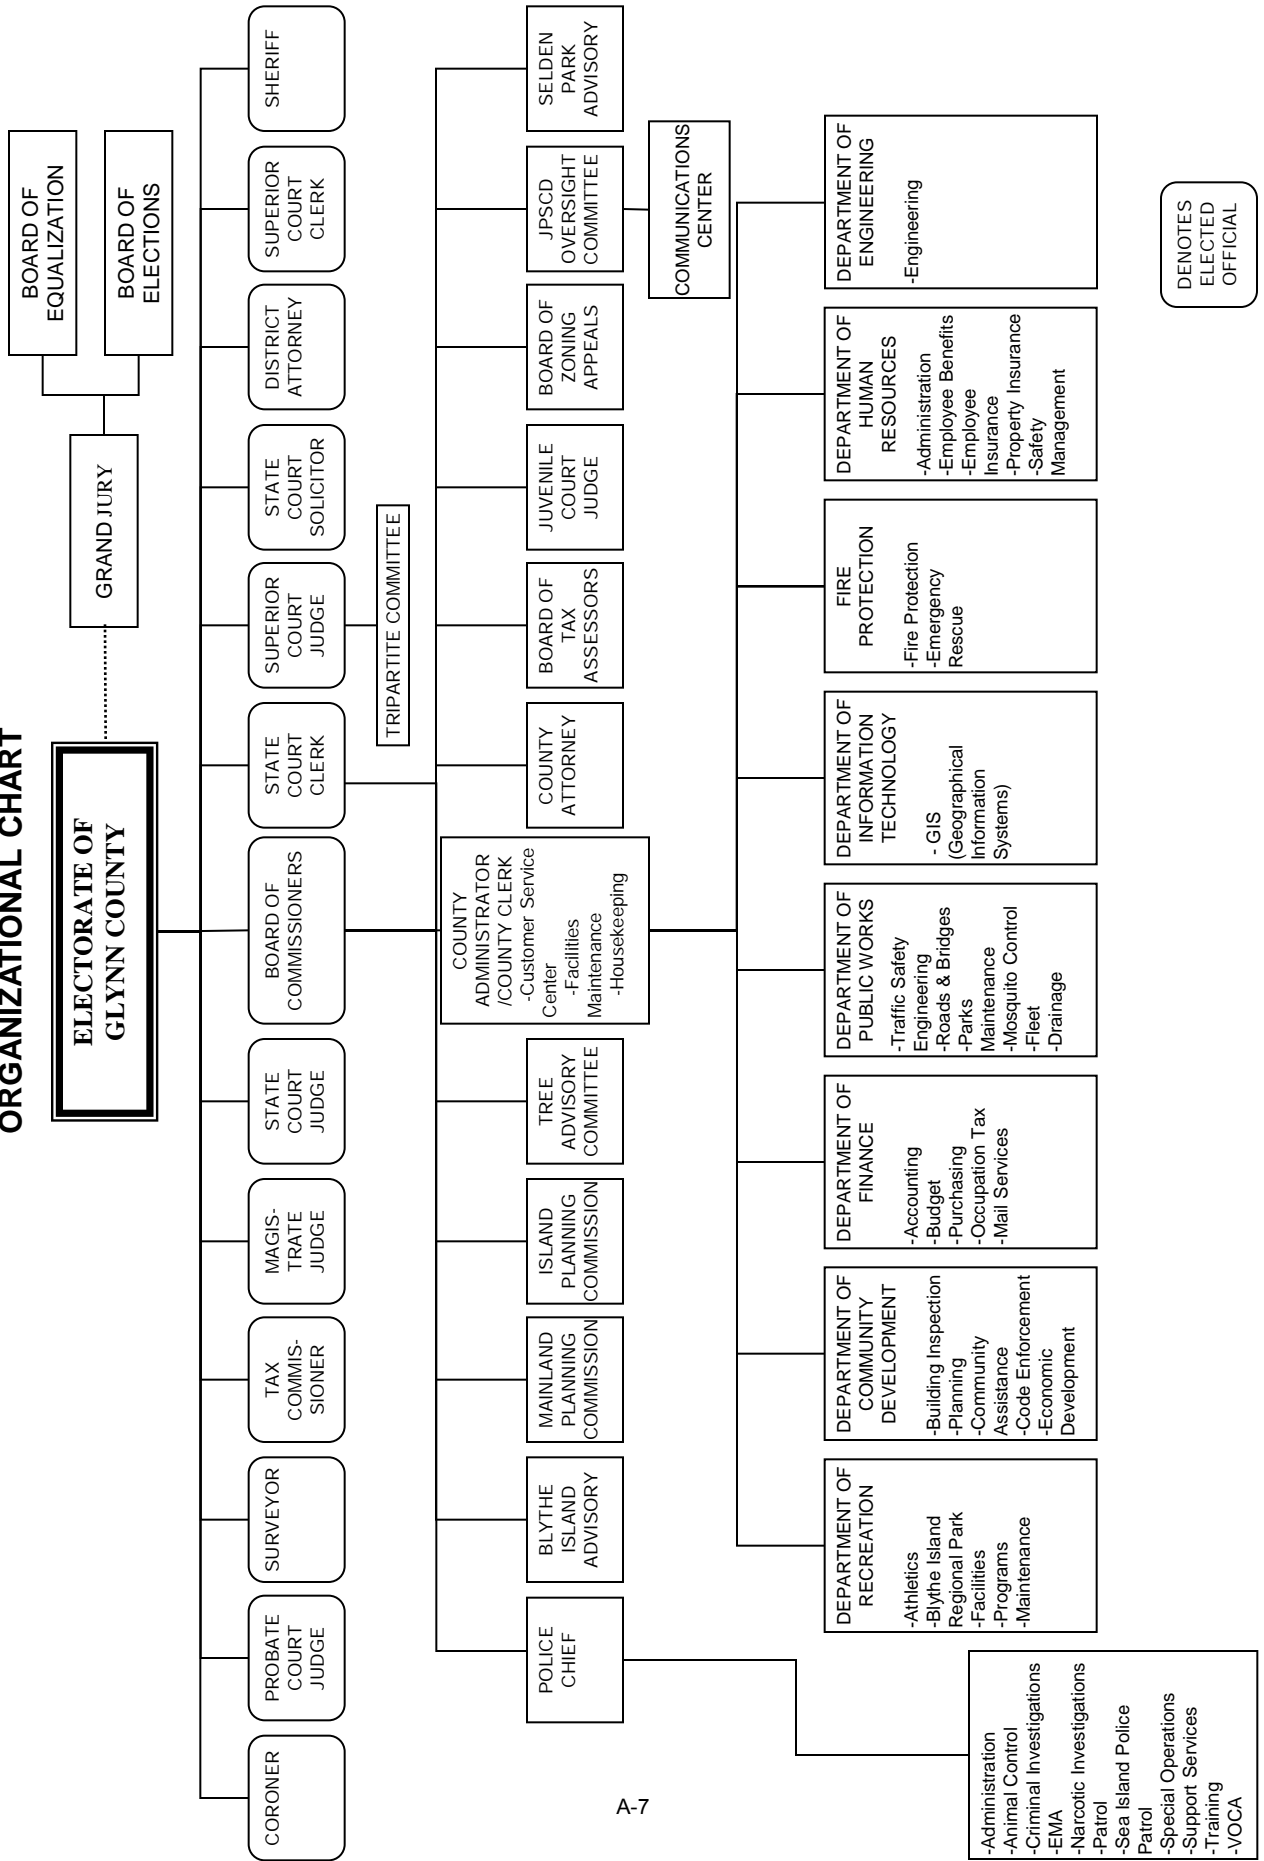 ORGANIZATIONAL CHART
ELECTORATE OF
GLYNN COUNTY
GRAND JURY
BOARD OF
EQUALIZATION
BOARD OF
ELECTIONS
CORONER
PROBATE
COURT
JUDGE
SURVEYOR
TAX
COMMIS-
SIONER
MAGIS-
TRATE
JUDGE
STATE
COURT
JUDGE
BOARD OF
COMMISSIONERS
STATE
COURT
CLERK
SUPERIOR
COURT
JUDGE
STATE
COURT
SOLICITOR
DISTRICT
ATTORNEY
SUPERIOR
COURT
CLERK
SHERIFF
TRIPARTITE COMMITTEE
POLICE
CHIEF
BLYTHE
ISLAND
ADVISORY
MAINLAND
PLANNING
COMMISSION
ISLAND
PLANNING
COMMISSION
TREE
ADVISORY
COMMITTEE
COUNTY
ADMINISTRATOR
/COUNTY CLERK
-Customer Service
Center
-Facilities
Maintenance
-Housekeeping
COUNTY
ATTORNEY
BOARD OF
TAX
ASSESSORS
JUVENILE
COURT
JUDGE
BOARD OF
ZONING
APPEALS
JPSCD
OVERSIGHT
COMMITTEE
SELDEN
PARK
ADVISORY
COMMUNICATIONS
CENTER
DEPARTMENT OF
RECREATION
-Athletics
-Blythe Island
Regional Park
-Facilities
-Programs
-Maintenance
DEPARTMENT OF
COMMUNITY
DEVELOPMENT
-Building Inspection
-Planning
-Community
Assistance
-Code Enforcement
-Economic
Development
DEPARTMENT OF
FINANCE
-Accounting
-Budget
-Purchasing
-Occupation Tax
-Mail Services
DEPARTMENT OF
PUBLIC WORKS
-Traffic Safety
Engineering
-Roads & Bridges
-Parks
Maintenance
-Mosquito Control
-Fleet
-Drainage
DEPARTMENT OF
INFORMATION
TECHNOLOGY
- GIS
(Geographical
Information
Systems)
FIRE
PROTECTION
-Fire Protection
-Emergency
Rescue
DEPARTMENT OF
HUMAN
RESOURCES
-Administration
-Employee Benefits
-Employee
Insurance
-Property Insurance
-Safety
Management
DEPARTMENT OF
ENGINEERING
-Engineering
-Administration
-Animal Control
-Criminal Investigations
-EMA
-Narcotic Investigations
-Patrol
-Sea Island Police
Patrol
-Special Operations
-Support Services
-Training
-VOCA
DENOTES
ELECTED
OFFICIAL
A-7